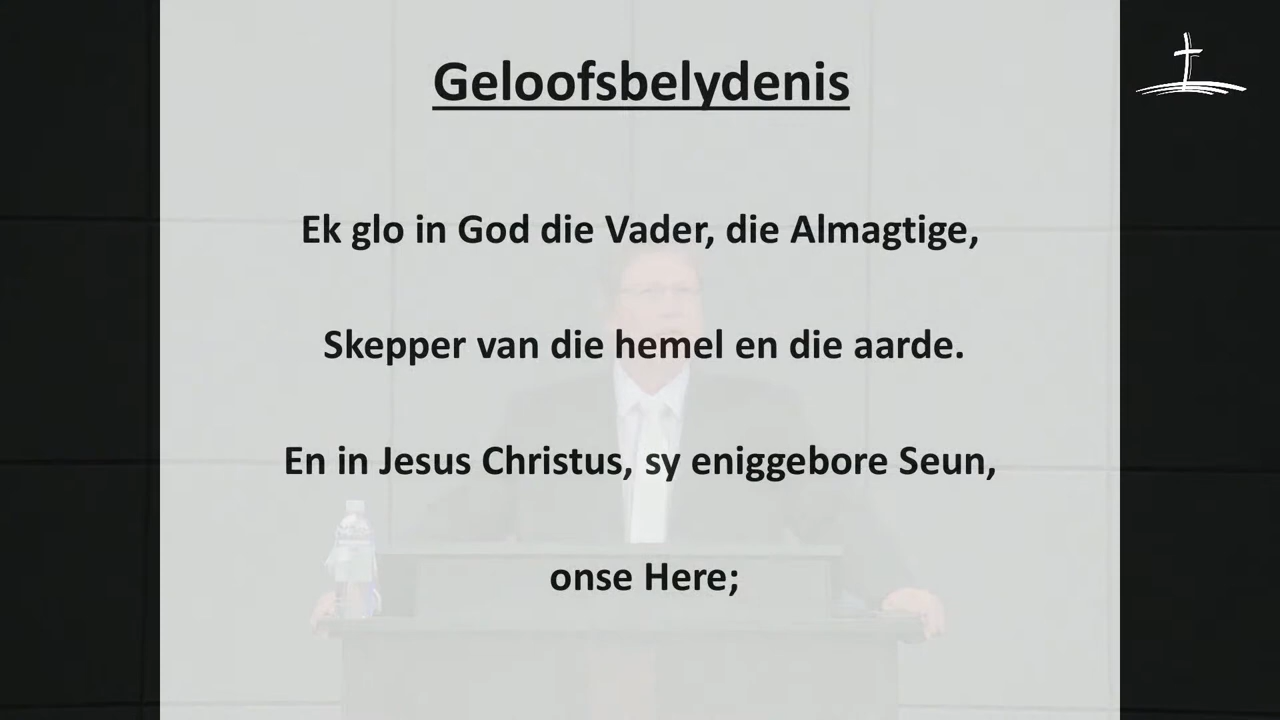 Geloofsbelydenis
Ek glo in God die Vader, die Almagtige,
Skepper van die hemel en die aarde.
En in Jesus Christus, sy eniggebore Seun,
onse Here;